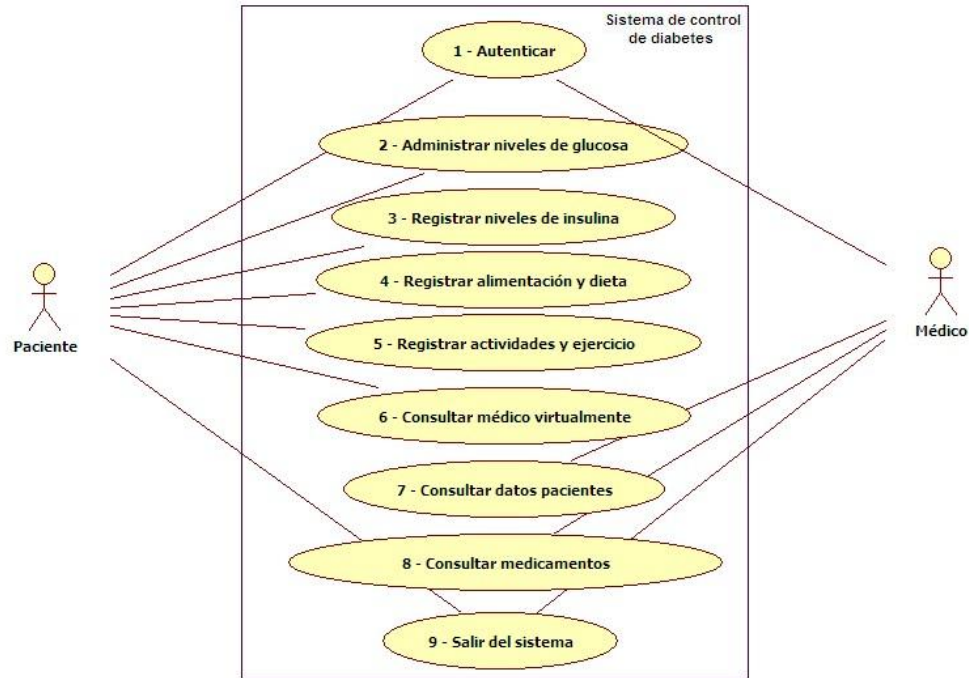 Sistema de control
de diabetes
1 - Autenticar
2 - Administrar niveles de glucosa
3 - Registrar niveles de insulina
4 - Registrar alimentación y dieta
Paciente
Médico
5 - Registrar actividades y ejercicio
6 - Consultar médico virtualmente
7 - Consultar datos pacientes
8 - Consultar medicamentos
9 - Salir del sistema